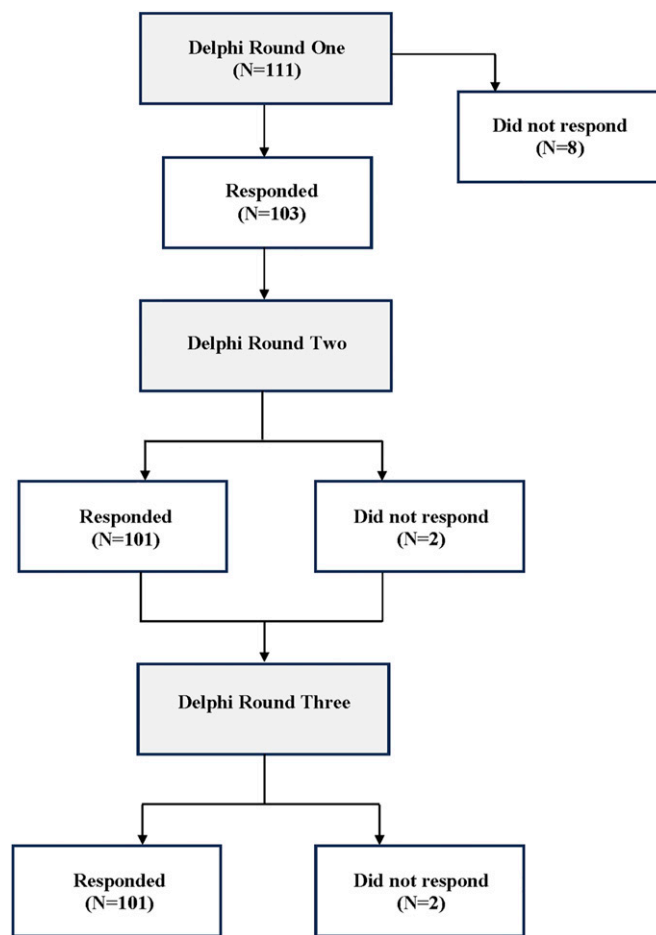 Delphi Round One
(N=111)
Did not respond
(N=8)
Responded
(N=103)
Delphi Round Two
Responded
(N=101)
Did not respond
(N=2)
Delphi Round Three
Responded
(N=101)
Did not respond
(N=2)